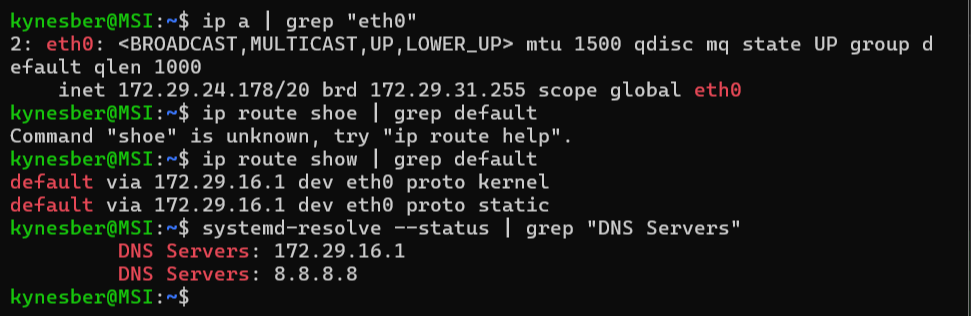 kynesber@MSI:~$ ip a | grep "eth0"
2: eth0: <BROADCAST,MULTICAST,UP,LOWER_UP> mtu 1500 qdisc mq state UP group d
efault qlen 1000
    inet 172.29.24.178/20 brd 172.29.31.255 scope global eth0
kynesber@MSI:~$ ip route shoe | grep default
Command "shoe" is unknown, try "ip route help".
kynesber@MSI:~$ ip route show | grep default
default via 172.29.16.1 dev eth0 proto kernel
default via 172.29.16.1 dev eth0 proto static
kynesber@MSI:~$ systemd-resolve --status | grep "DNS Servers"
         DNS Servers: 172.29.16.1
         DNS Servers: 8.8.8.8
kynesber@MSI:~$